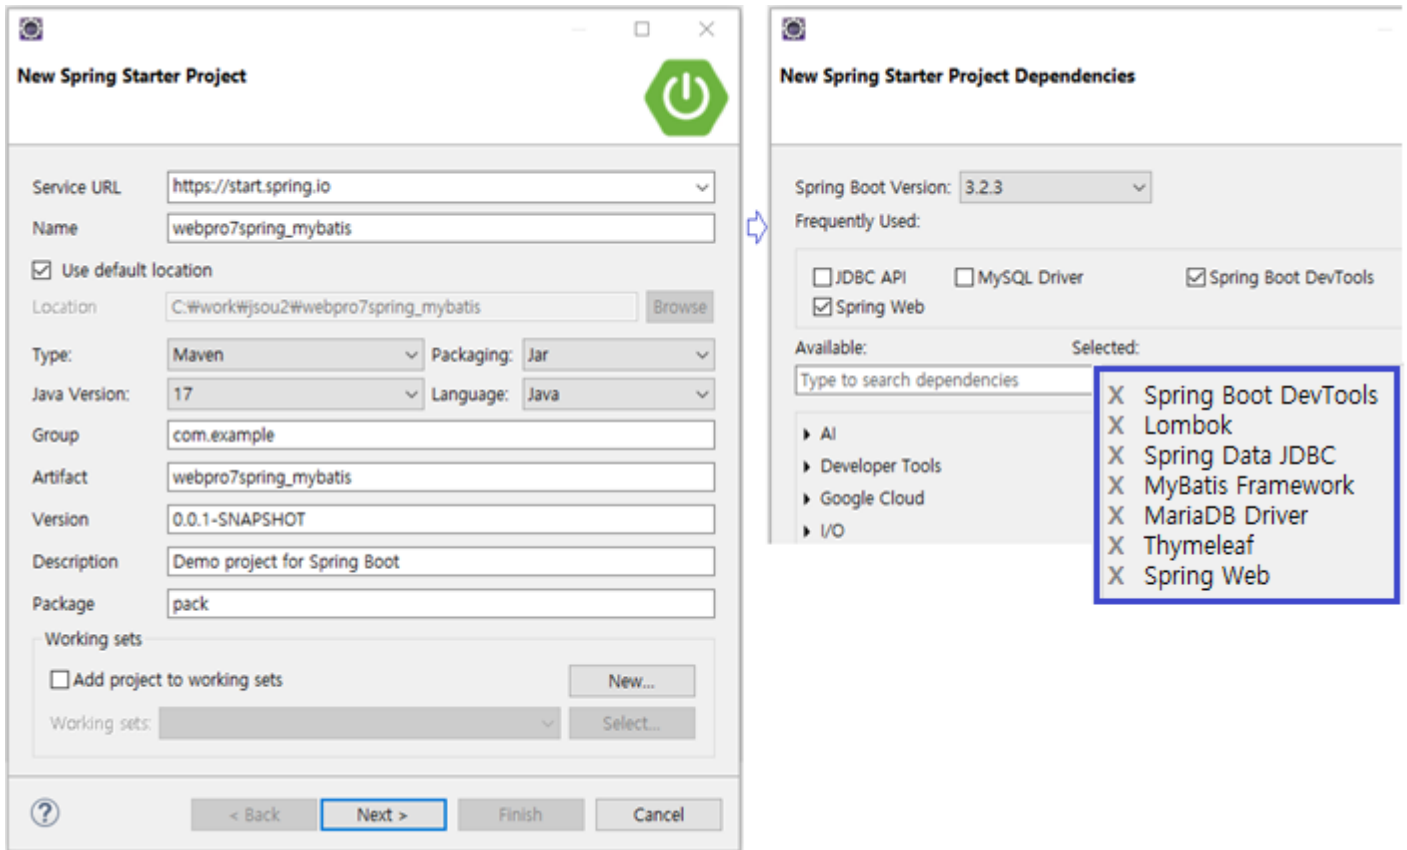 New Spring Starter Project
Service URL https://start.spring.io
Name webpro7spring_mybatis
Use default location
Location C:₩work₩jsou2₩webpro7spring_mybatis Browse
Type: Maven Packaging: Jar
Java Version: 17 Language: Java
Group com.example
Artifact webpro7spring_mybatis
Version 0.0.1-SNAPSHOT
Description Demo project for Spring Boot
Package pack
Working sets
Add project to working sets New...
Working sets: Select...
? < Back Next > Finish Cancel
New Spring Starter Project Dependencies
Spring Boot Version: 3.2.3
Frequently Used:
JDBC API MySQL Driver Spring Boot DevTools
Spring Web
Available: Selected:
Type to search dependencies
AI
Developer Tools
Google Cloud
I/O
X Spring Boot DevTools
X Lombok
X Spring Data JDBC
X MyBatis Framework
X MariaDB Driver
X Thymeleaf
X Spring Web